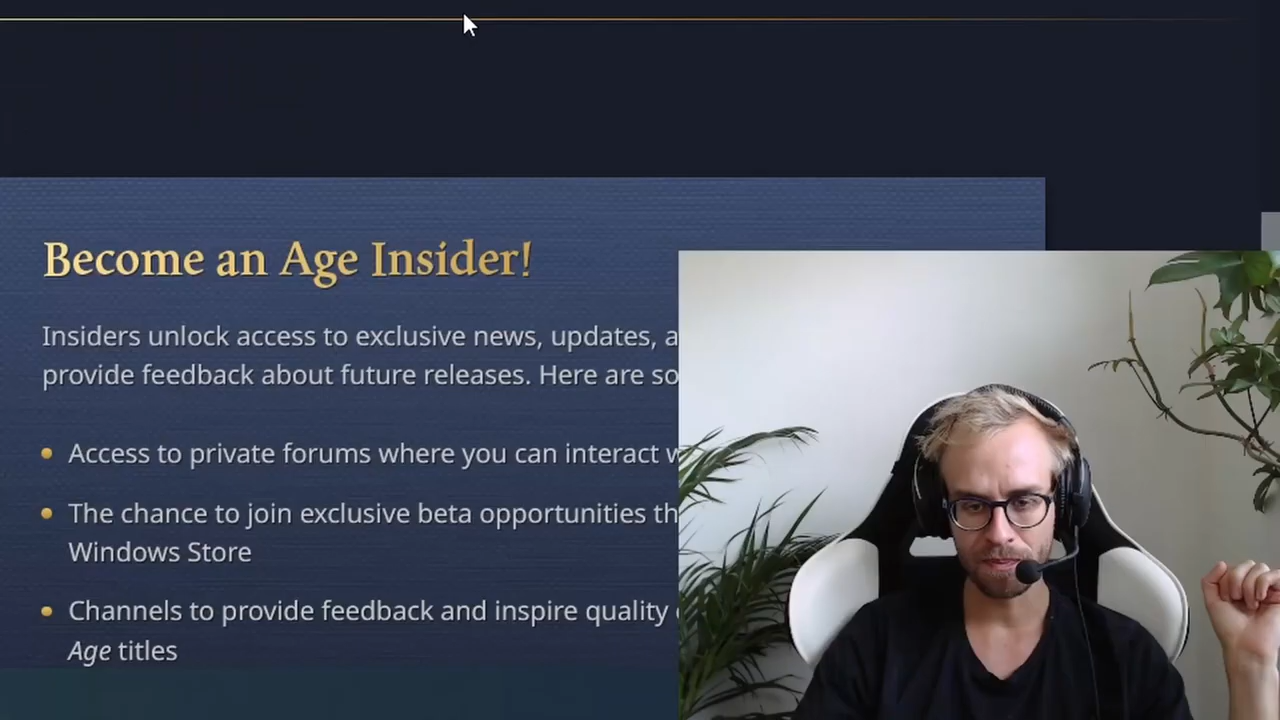 Become an Age Insider!
Insiders unlock access to exclusive news, updates, a
provide feedback about future releases. Here are so
Access to private forums where you can interact w
The chance to join exclusive beta opportunities th
Windows Store
Channels to provide feedback and inspire quality
Age titles